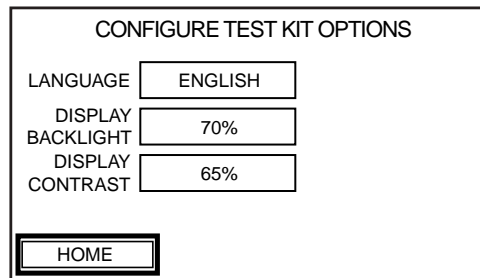 CONFIGURE TEST KIT OPTIONS
LANGUAGE ENGLISH
DISPLAY
BACKLIGHT 70%
DISPLAY
CONTRAST 65%
HOME